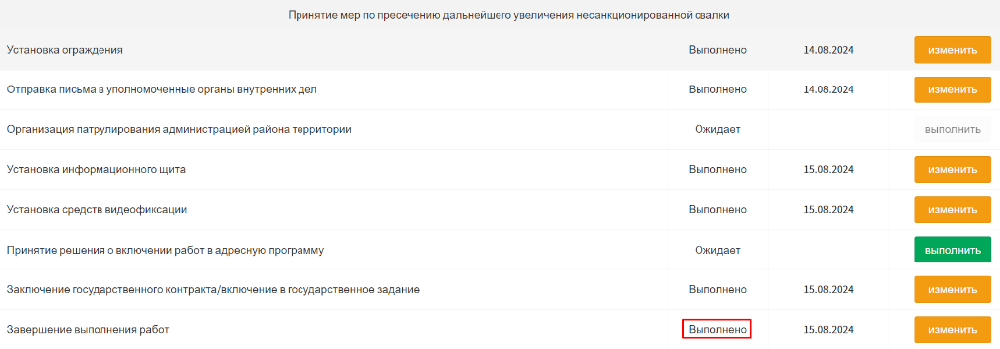 Принятие мер по пресечению дальнейшего увеличения несанкционированной свалки
Установка ограждения Выполнено 14.08.2024 изменить
Отправка письма в уполномоченные органы внутренних дел Выполнено 14.08.2024 изменить
Организация патрулирования администрацией района территории Ожидает выполнить
Установка информационного щита Выполнено 15.08.2024 изменить
Установка средств видеофиксации Выполнено 15.08.2024 изменить
Принятие решения о включении работ в адресную программу Ожидает выполнить
Заключение государственного контракта/включение в государственное задание Выполнено 15.08.2024 изменить
Завершение выполнения работ Выполнено 15.08.2024 изменить